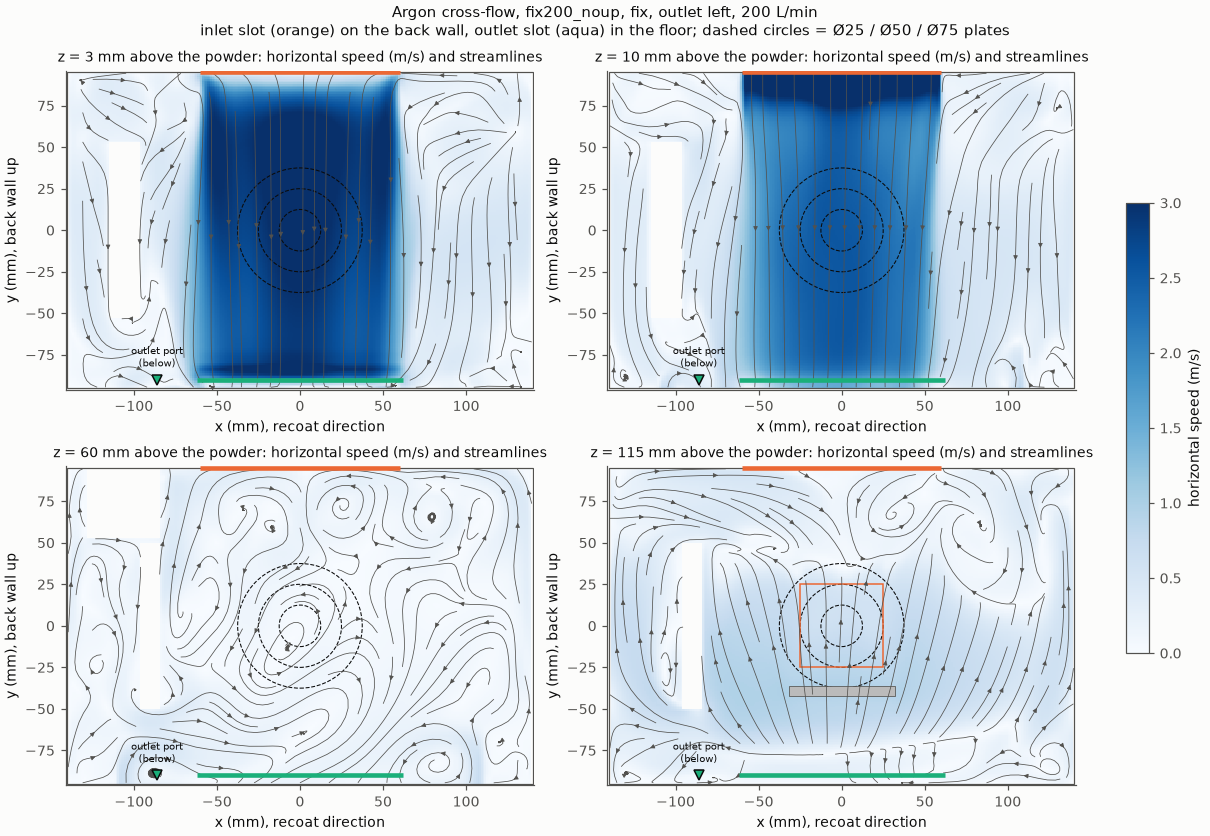 Argon cross-flow, fix200_noup, fix, outlet left, 200 L/min
inlet slot (orange) on the back wall, outlet slot (aqua) in the floor; dashed circles = Ø25 / Ø50 / Ø75 plates
z = 3 mm above the powder: horizontal speed (m/s) and streamlines
y (mm), back wall up
75
50
25
0
−25
−50
−75
outlet port
(below)
−100
−50
0
50
100
x (mm), recoat direction
z = 10 mm above the powder: horizontal speed (m/s) and streamlines
y (mm), back wall up
75
50
25
0
−25
−50
−75
outlet port
(below)
−100
−50
0
50
100
x (mm), recoat direction
z = 60 mm above the powder: horizontal speed (m/s) and streamlines
y (mm), back wall up
75
50
25
0
−25
−50
−75
outlet port
(below)
−100
−50
0
50
100
x (mm), recoat direction
z = 115 mm above the powder: horizontal speed (m/s) and streamlines
y (mm), back wall up
75
50
25
0
−25
−50
−75
outlet port
(below)
−100
−50
0
50
100
x (mm), recoat direction
3.0
2.5
2.0
1.5
1.0
0.5
0.0
horizontal speed (m/s)